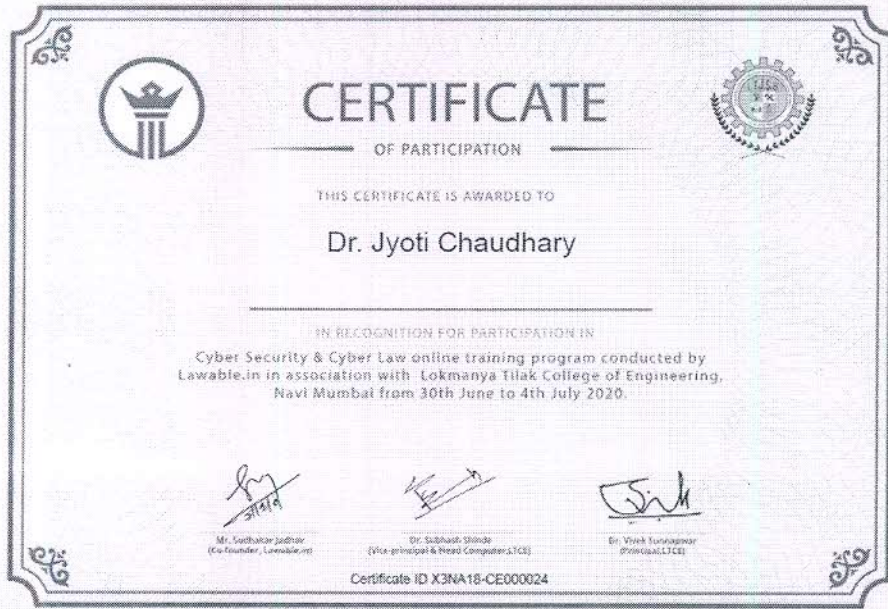 CERTIFICATE
OF PARTICIPATION
THIS CERTIFICATE IS AWARDED TO
Dr. Jyoti Chaudhary
IN RECOGNITION FOR PARTICIPATION IN
Cyber Security & Cyber Law online training program conducted by
Lawable.in in association with Lokmanya Tilak College of Engineering,
Navi Mumbai from 30th June to 4th July 2020.
Mr. Sudhakar Jadhav
(Co-founder, Lawable.in)
Dr. Subhash Shinde
(Vice-principal & Head Computer,LTCE)
Dr. Vivek Sunnapwar
(Principal,LTCE)
Certificate ID X3NA18-CE000024